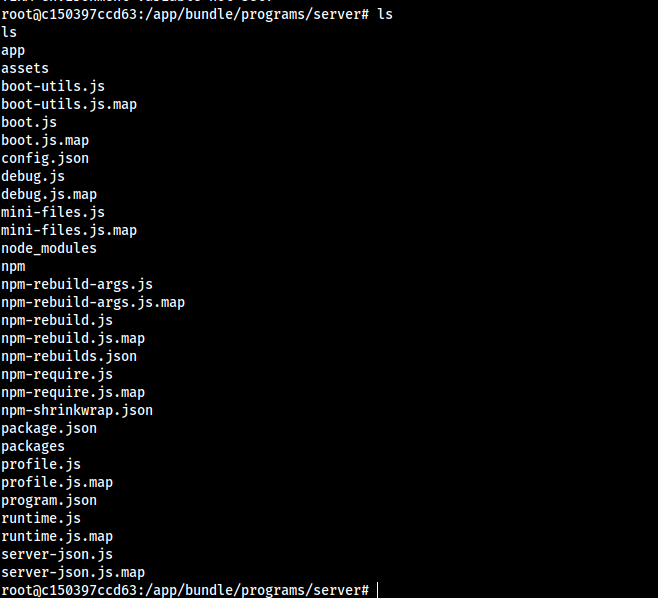 root@c150397ccd63:/app/bundle/programs/server# ls
ls
app
assets
boot-utils.js
boot-utils.js.map
boot.js
boot.js.map
config.json
debug.js
debug.js.map
mini-files.js
mini-files.js.map
node_modules
npm
npm-rebuild-args.js
npm-rebuild-args.js.map
npm-rebuild.js
npm-rebuild.js.map
npm-rebuilds.json
npm-require.js
npm-require.js.map
npm-shrinkwrap.json
package.json
packages
profile.js
profile.js.map
program.json
runtime.js
runtime.js.map
server-json.js
server-json.js.map
root@c150397ccd63:/app/bundle/programs/server#